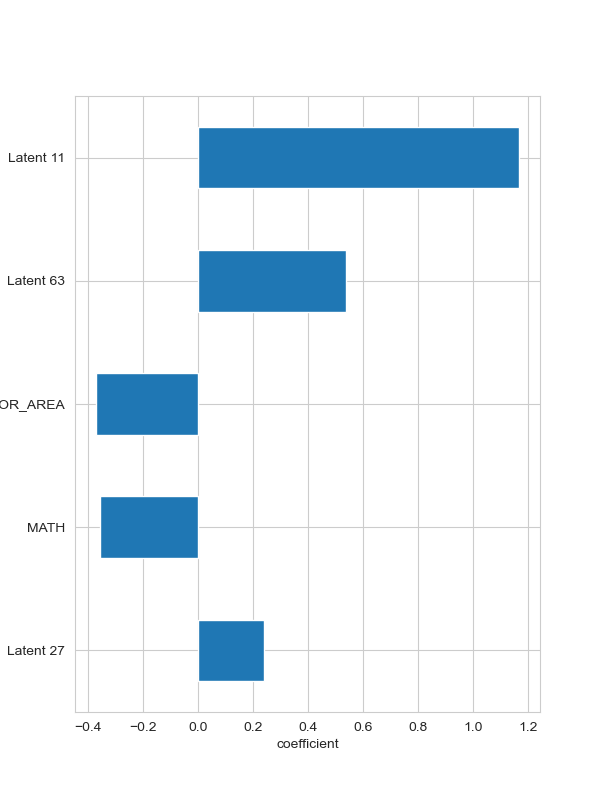 Latent 11
Latent 63
OR_AREA
MATH
Latent 27
−0.4 −0.2 0.0 0.2 0.4 0.6 0.8 1.0 1.2
coefficient